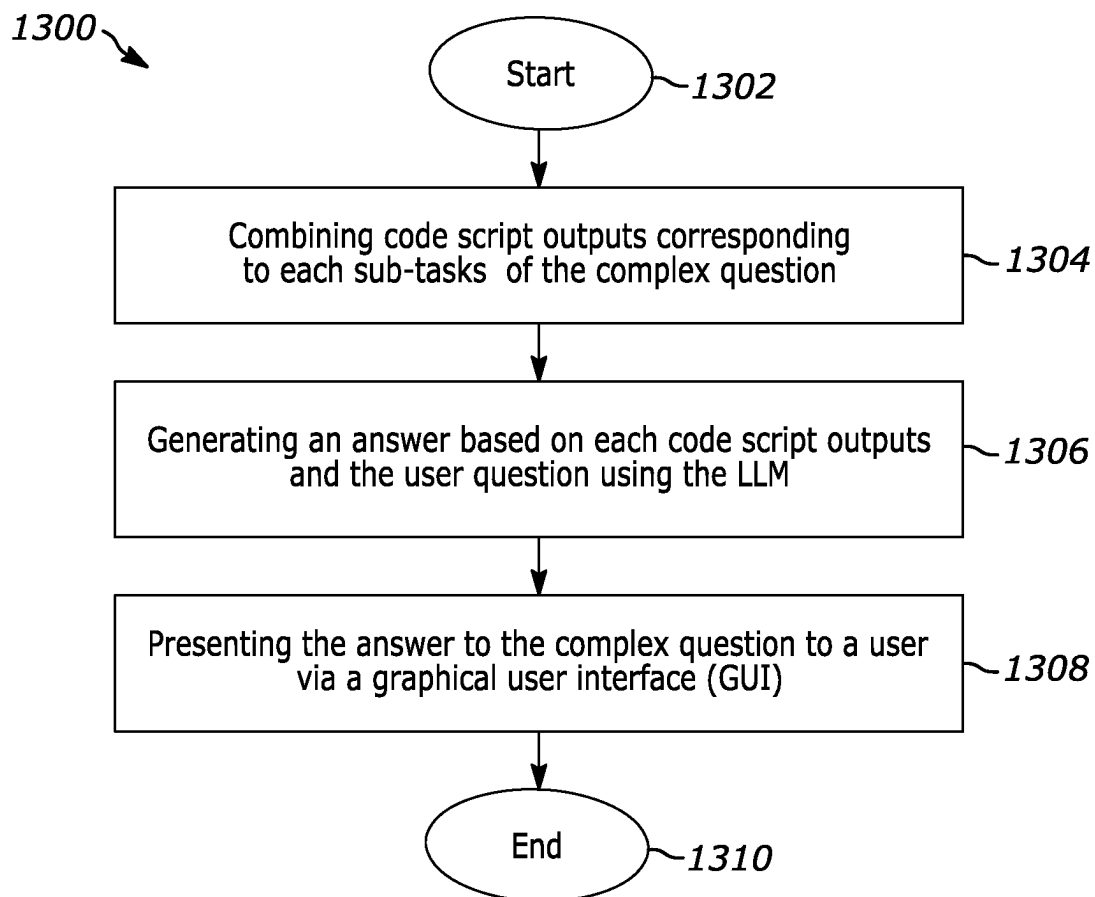 1300
Start
1302
Combining code script outputs corresponding
to each sub-tasks of the complex question
1304
Generating an answer based on each code script outputs
and the user question using the LLM
1306
Presenting the answer to the complex question to a user
via a graphical user interface (GUI)
1308
End
1310